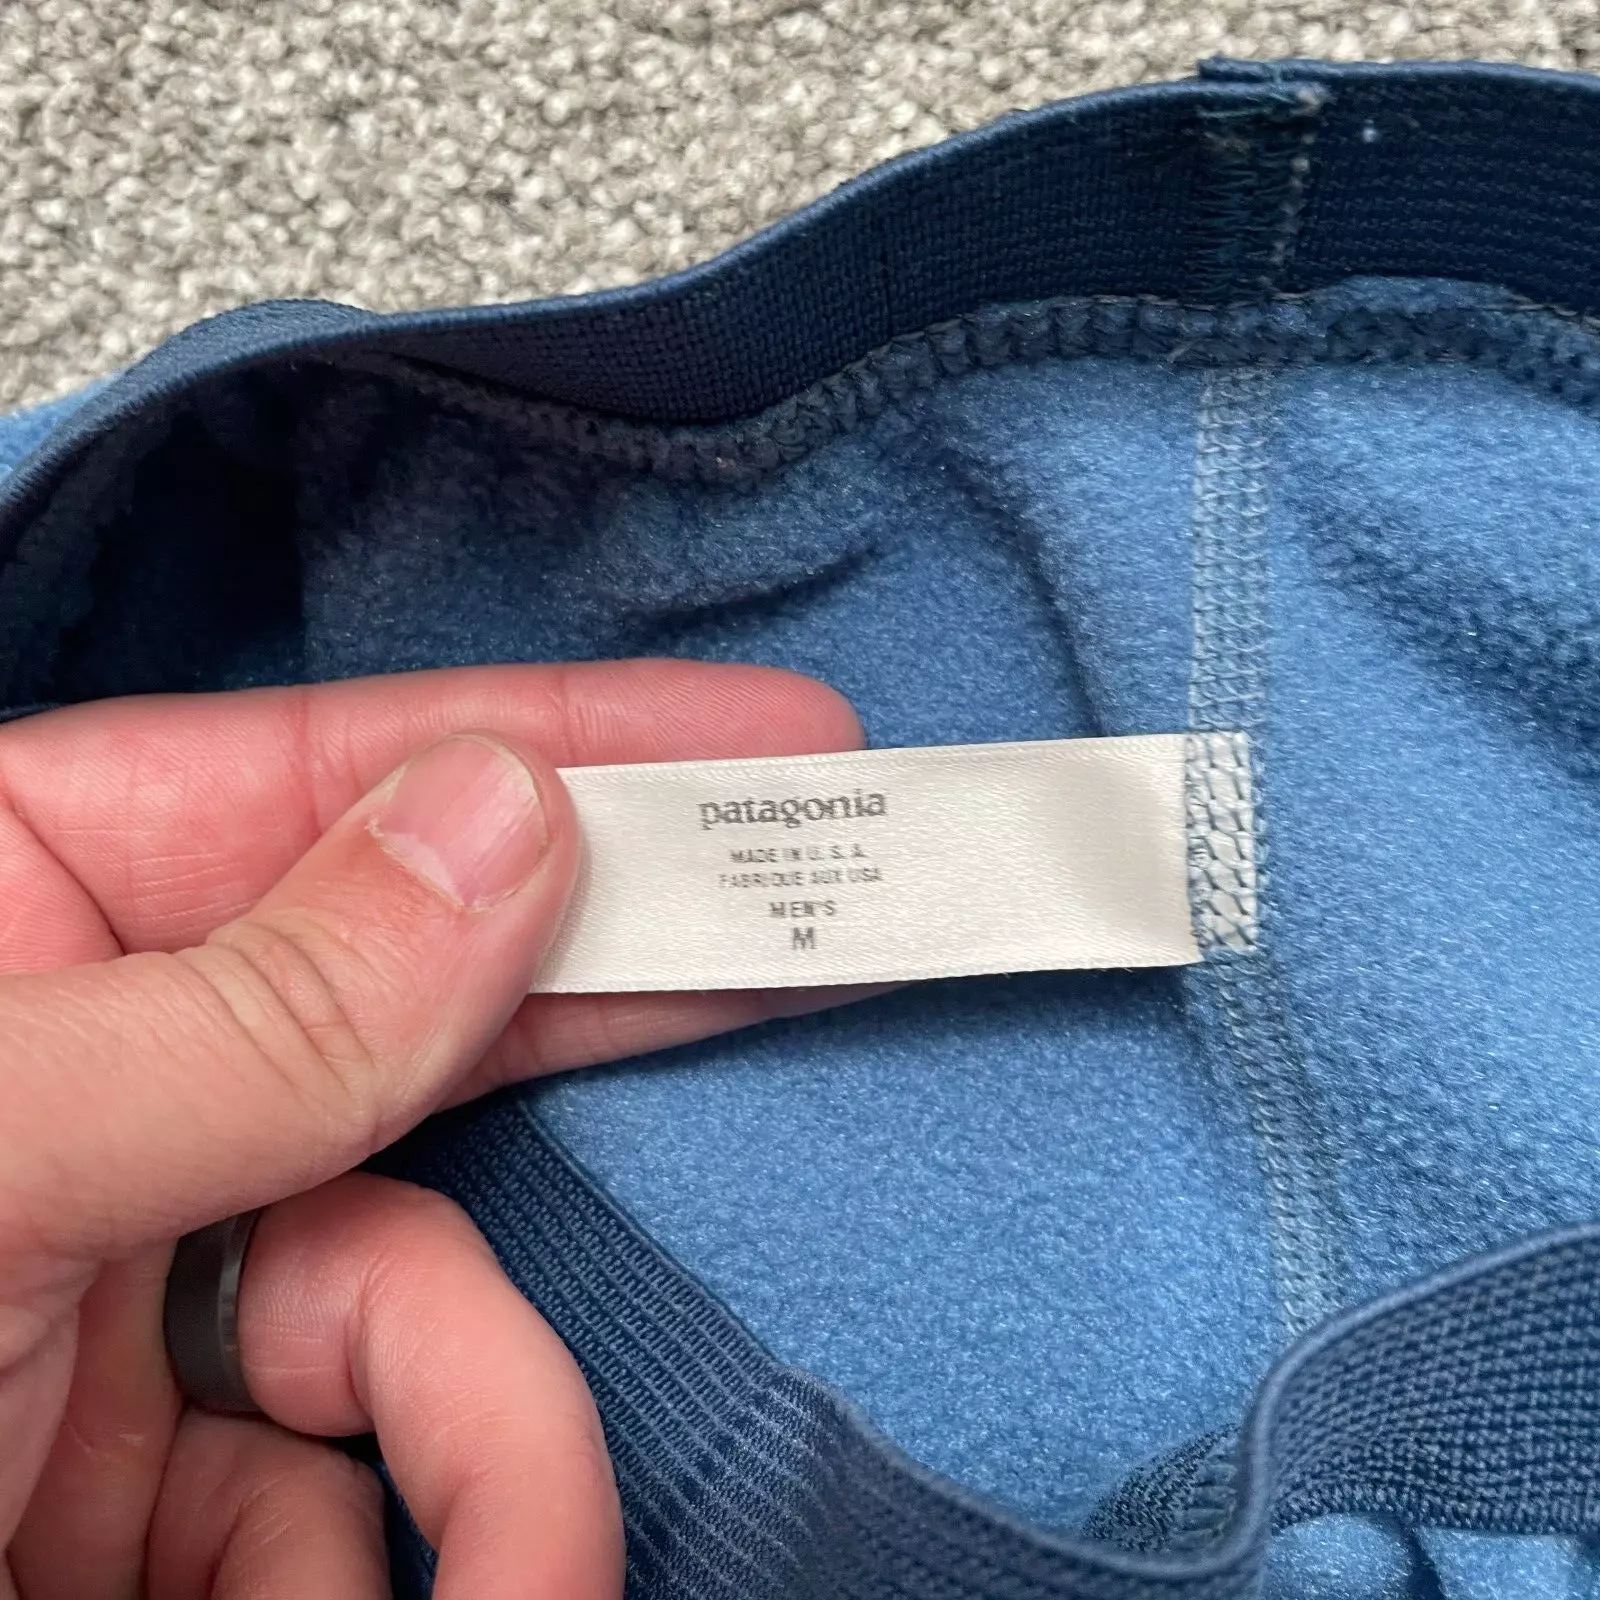 patagonia
MADE IN U. S. A.
FABRIQUE AUX USA
MEN'S
M